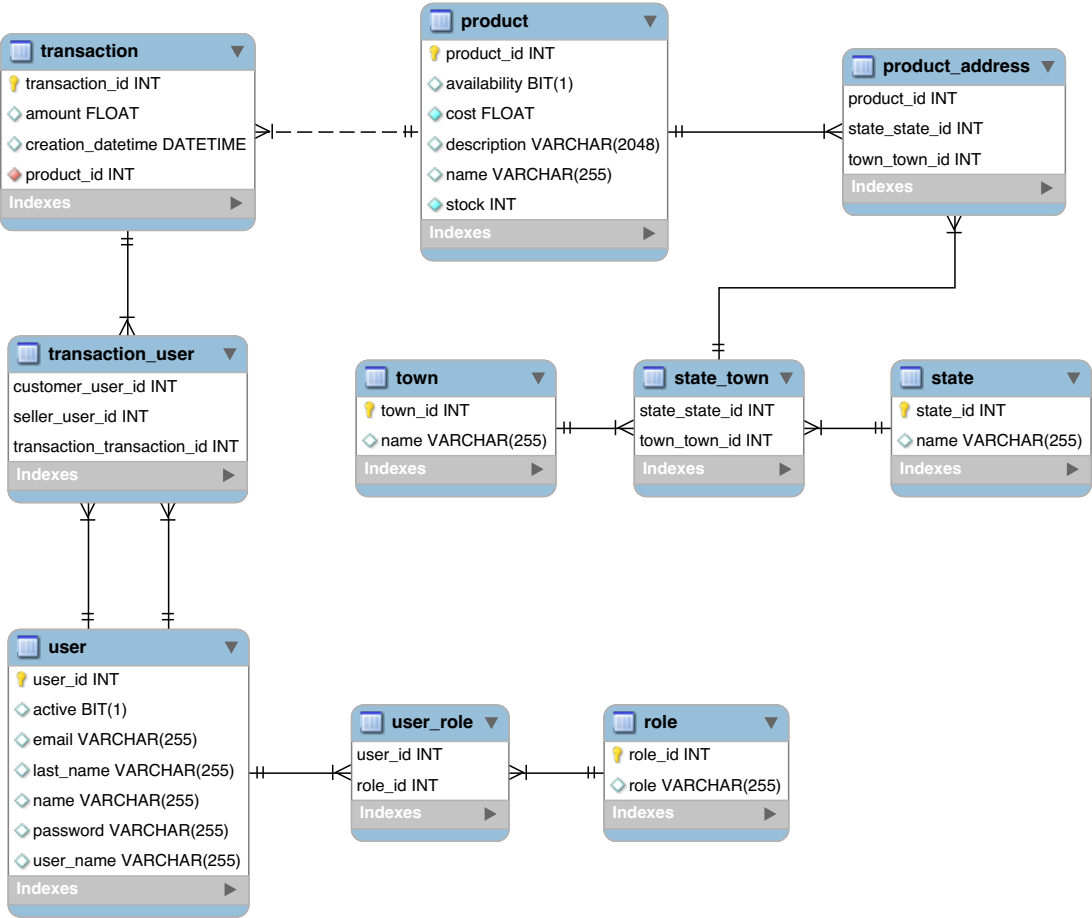 transaction
transaction_id INT
amount FLOAT
creation_datetime DATETIME
product_id INT
Indexes
product
product_id INT
availability BIT(1)
cost FLOAT
description VARCHAR(2048)
name VARCHAR(255)
stock INT
Indexes
product_address
product_id INT
state_state_id INT
town_town_id INT
Indexes
transaction_user
customer_user_id INT
seller_user_id INT
transaction_transaction_id INT
Indexes
town
town_id INT
name VARCHAR(255)
Indexes
state_town
state_state_id INT
town_town_id INT
Indexes
state
state_id INT
name VARCHAR(255)
Indexes
user
user_id INT
active BIT(1)
email VARCHAR(255)
last_name VARCHAR(255)
name VARCHAR(255)
password VARCHAR(255)
user_name VARCHAR(255)
Indexes
user_role
user_id INT
role_id INT
Indexes
role
role_id INT
role VARCHAR(255)
Indexes